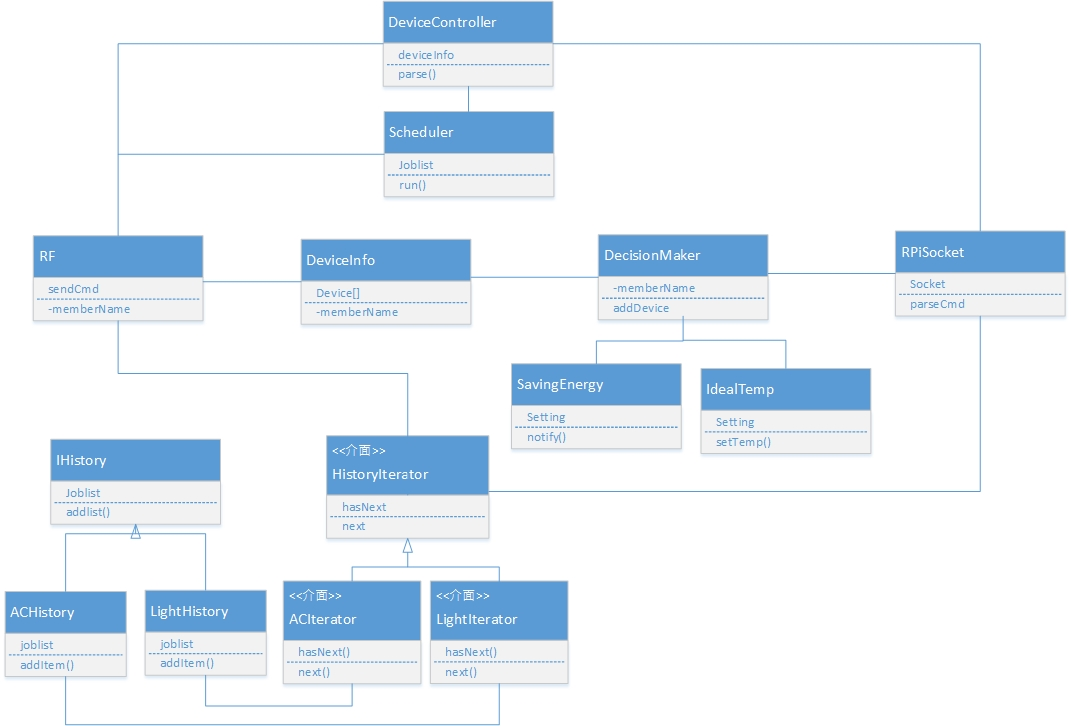 DeviceController
deviceInfo
parse()
Scheduler
Joblist
run()
RF
sendCmd
-memberName
DeviceInfo
Device[]
-memberName
DecisionMaker
-memberName
addDevice
RPiSocket
Socket
parseCmd
SavingEnergy
Setting
notify()
IdealTemp
Setting
setTemp()
IHistory
Joblist
addlist()
<<介面>>
HistoryIterator
hasNext
next
ACHistory
joblist
addItem()
LightHistory
joblist
addItem()
<<介面>>
ACIterator
hasNext()
next()
<<介面>>
LightIterator
hasNext()
next()